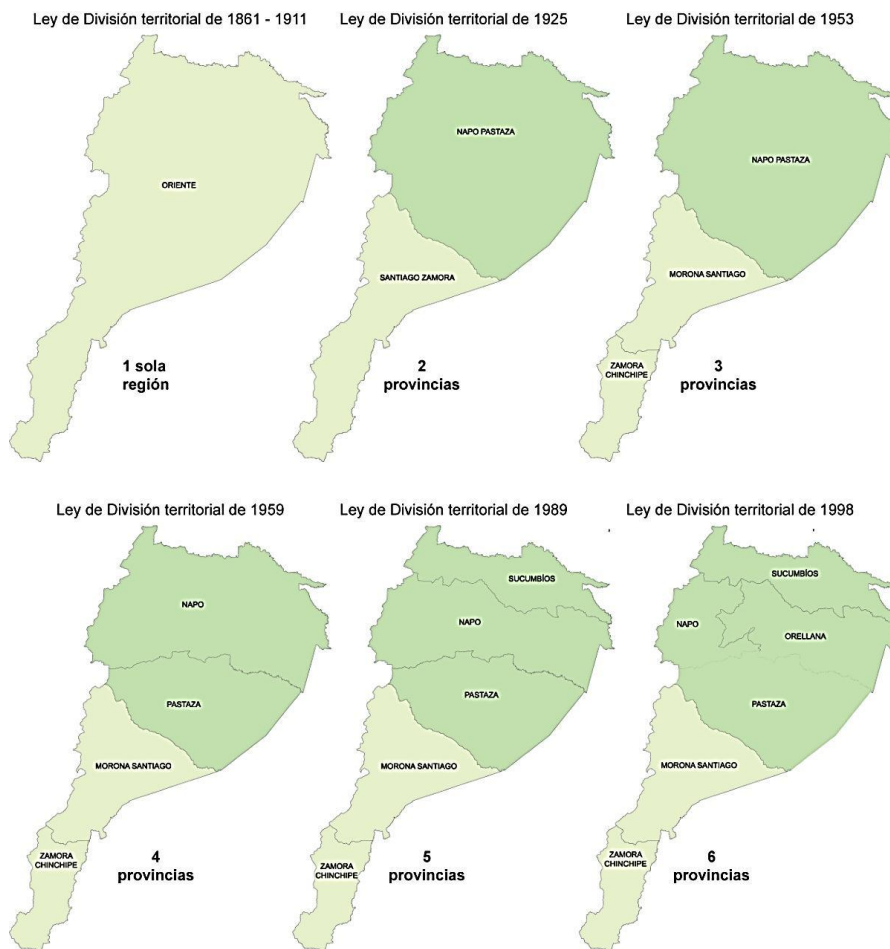 Ley de División territorial de 1861 - 1911
ORIENTE
1 sola
región
Ley de División territorial de 1925
NAPO PASTAZA
SANTIAGO ZAMORA
2
provincias
Ley de División territorial de 1953
NAPO PASTAZA
MORONA SANTIAGO
ZAMORA
CHINCHIPE
3
provincias
Ley de División territorial de 1959
NAPO
PASTAZA
MORONA SANTIAGO
ZAMORA
CHINCHIPE
4
provincias
Ley de División territorial de 1989
SUCUMBÍOS
NAPO
PASTAZA
MORONA SANTIAGO
ZAMORA
CHINCHIPE
5
provincias
Ley de División territorial de 1998
SUCUMBÍOS
NAPO
ORELLANA
PASTAZA
MORONA SANTIAGO
ZAMORA
CHINCHIPE
6
provincias